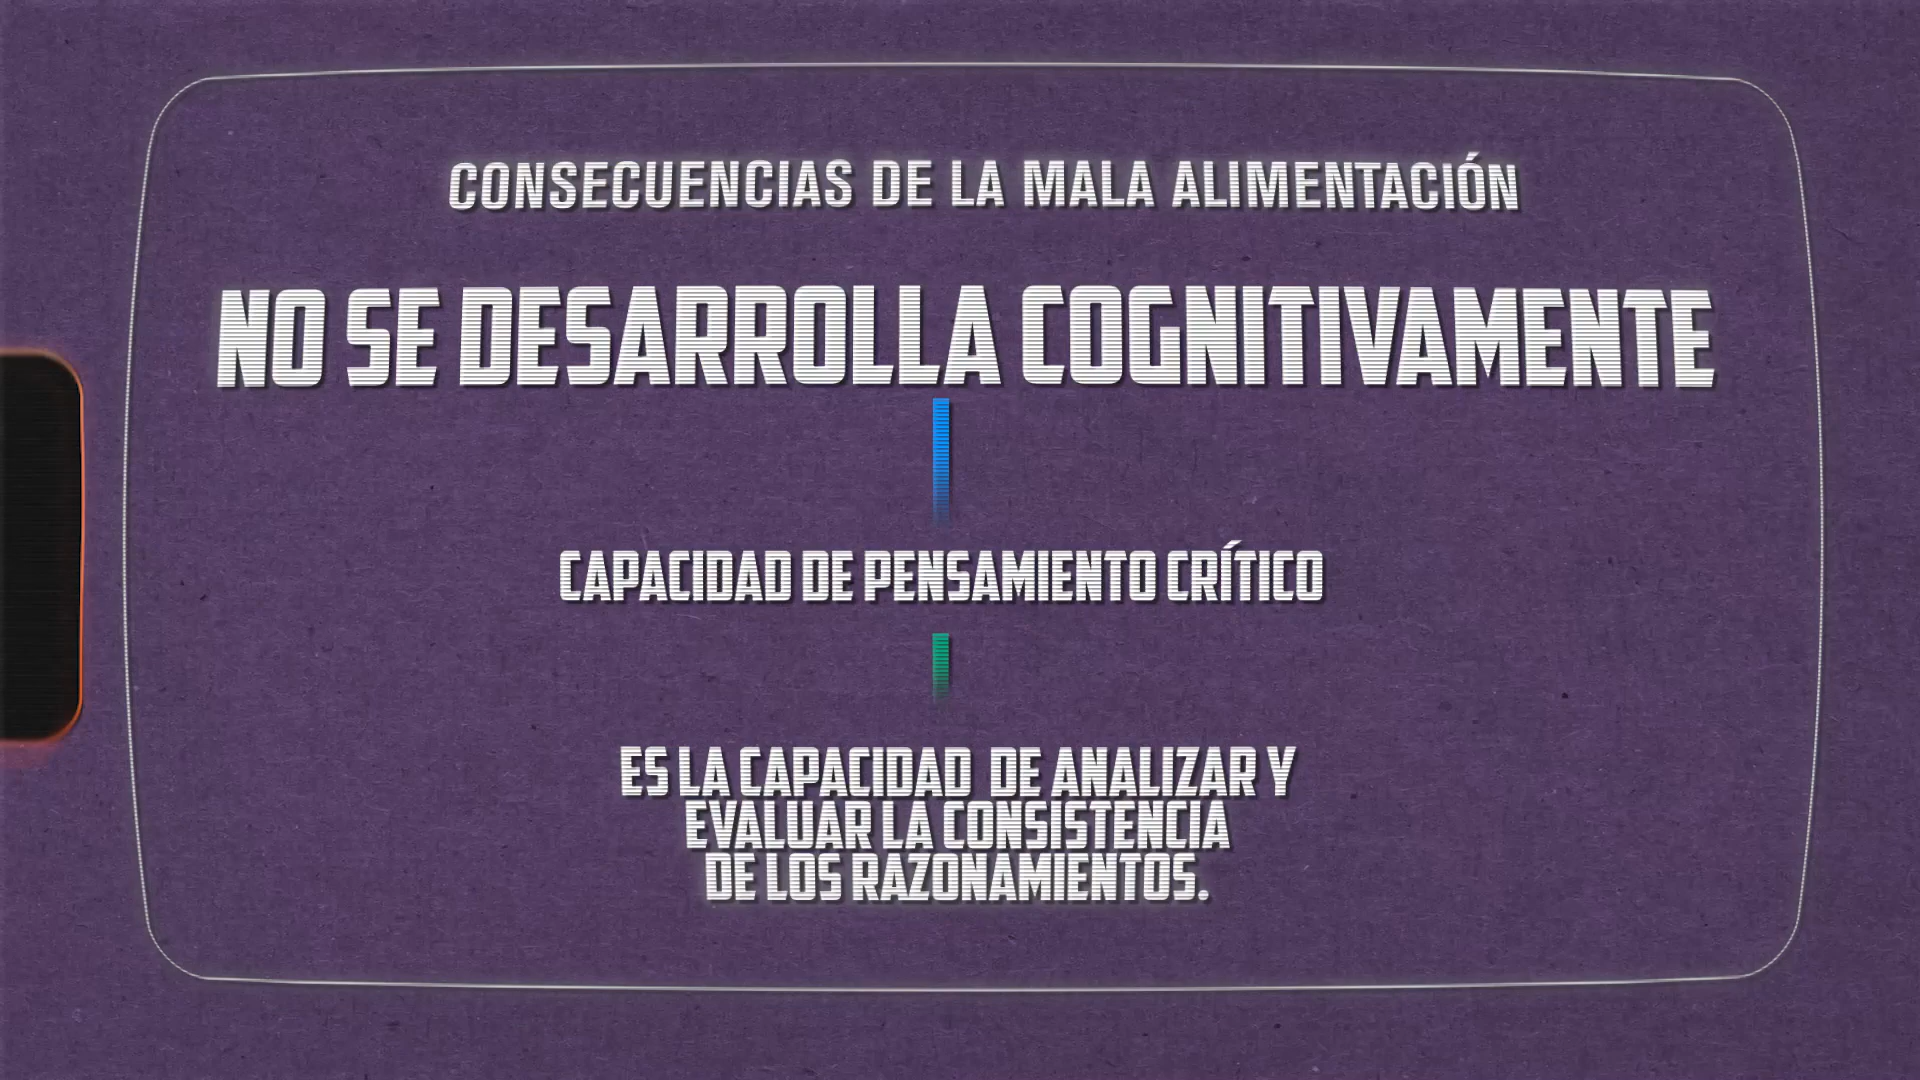 CONSECUENCIAS DE LA MALA ALIMENTACIÓN
NO SE DESARROLLA COGNITIVAMENTE
CAPACIDAD DE PENSAMIENTO CRÍTICO
ES LA CAPACIDAD DE ANALIZAR Y
EVALUAR LA CONSISTENCIA
DE LOS RAZONAMIENTOS.